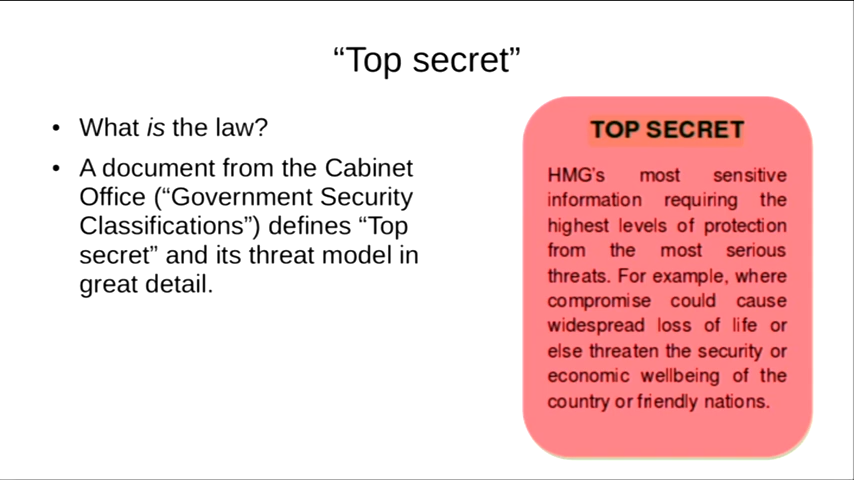 “Top secret”
• What is the law?
• A document from the Cabinet
Office (“Government Security
Classifications”) defines “Top
secret” and its threat model in
great detail.
TOP SECRET
HMG's most sensitive
information requiring the
highest levels of protection
from the most serious
threats. For example, where
compromise could cause
widespread loss of life or
else threaten the security or
economic wellbeing of the
country or friendly nations.